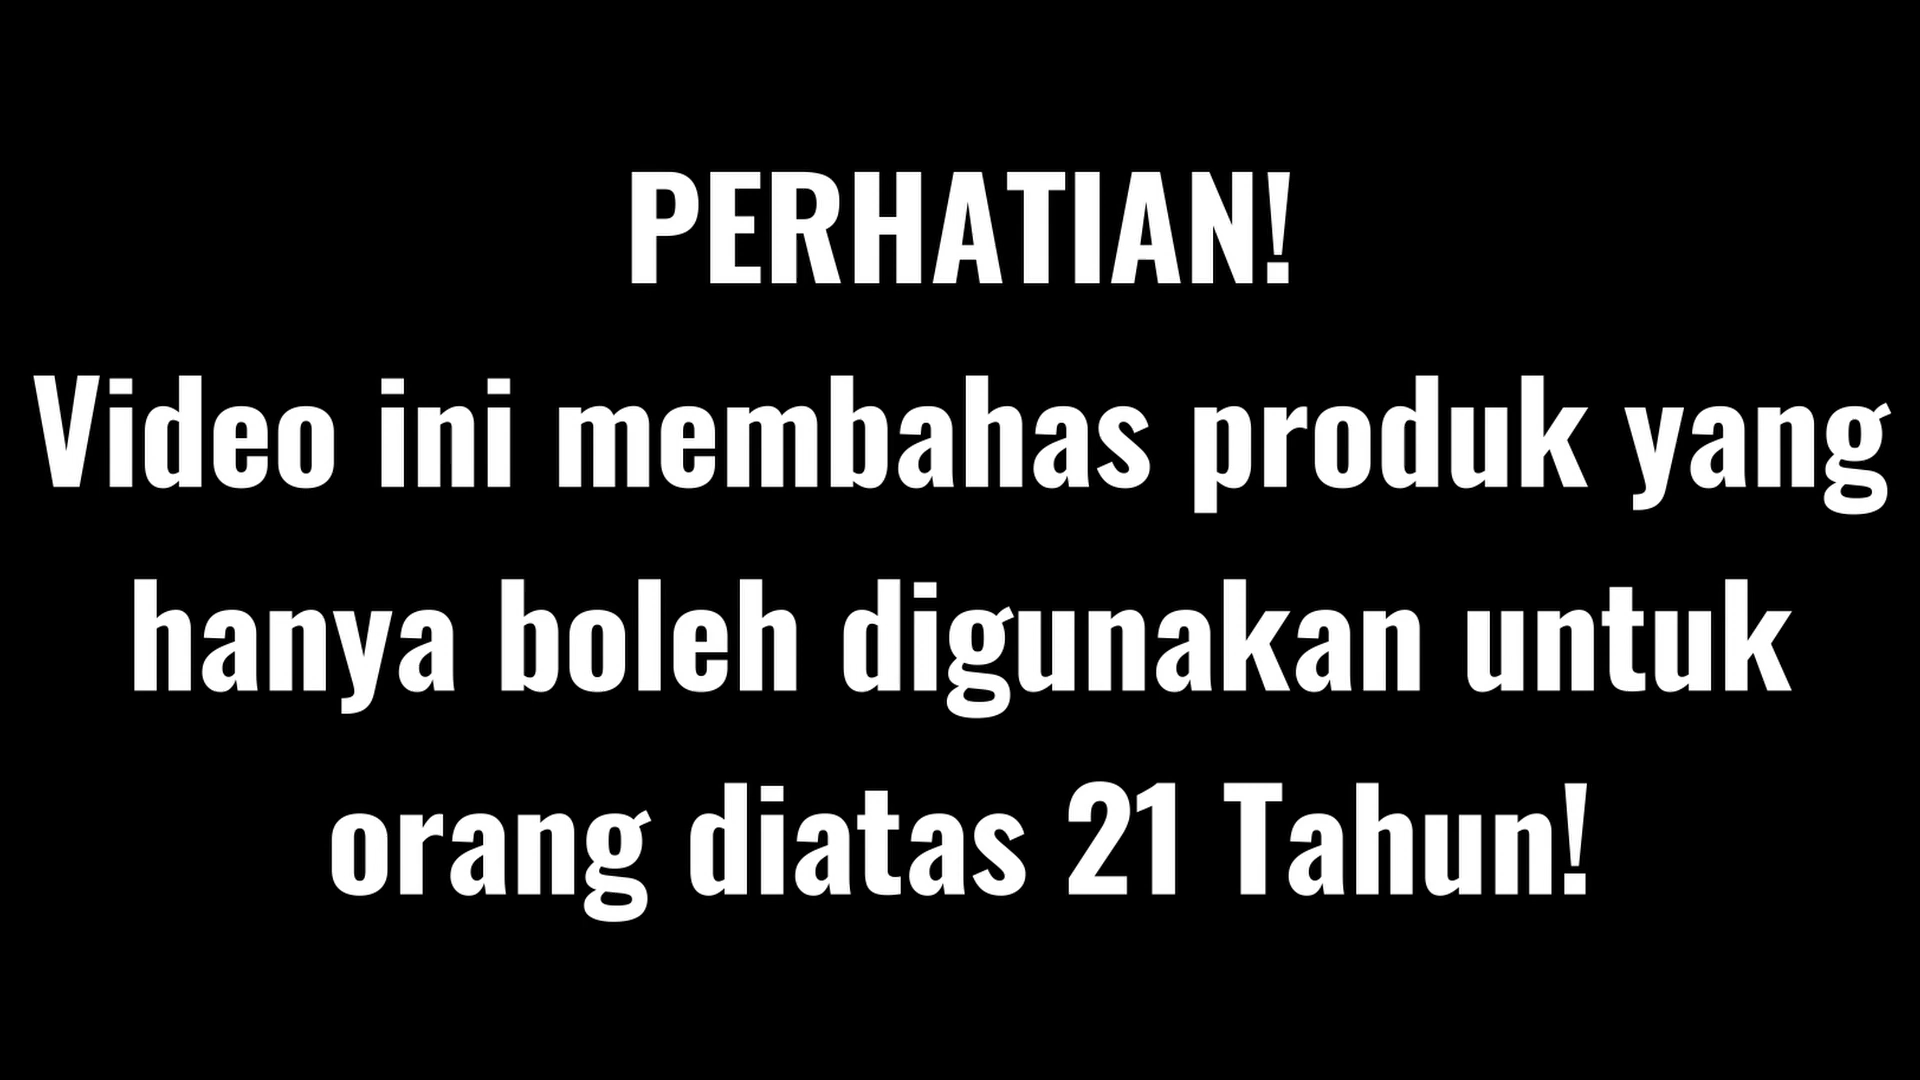 PERHATIAN!
Video ini membahas produk yang
hanya boleh digunakan untuk
orang diatas 21 Tahun!